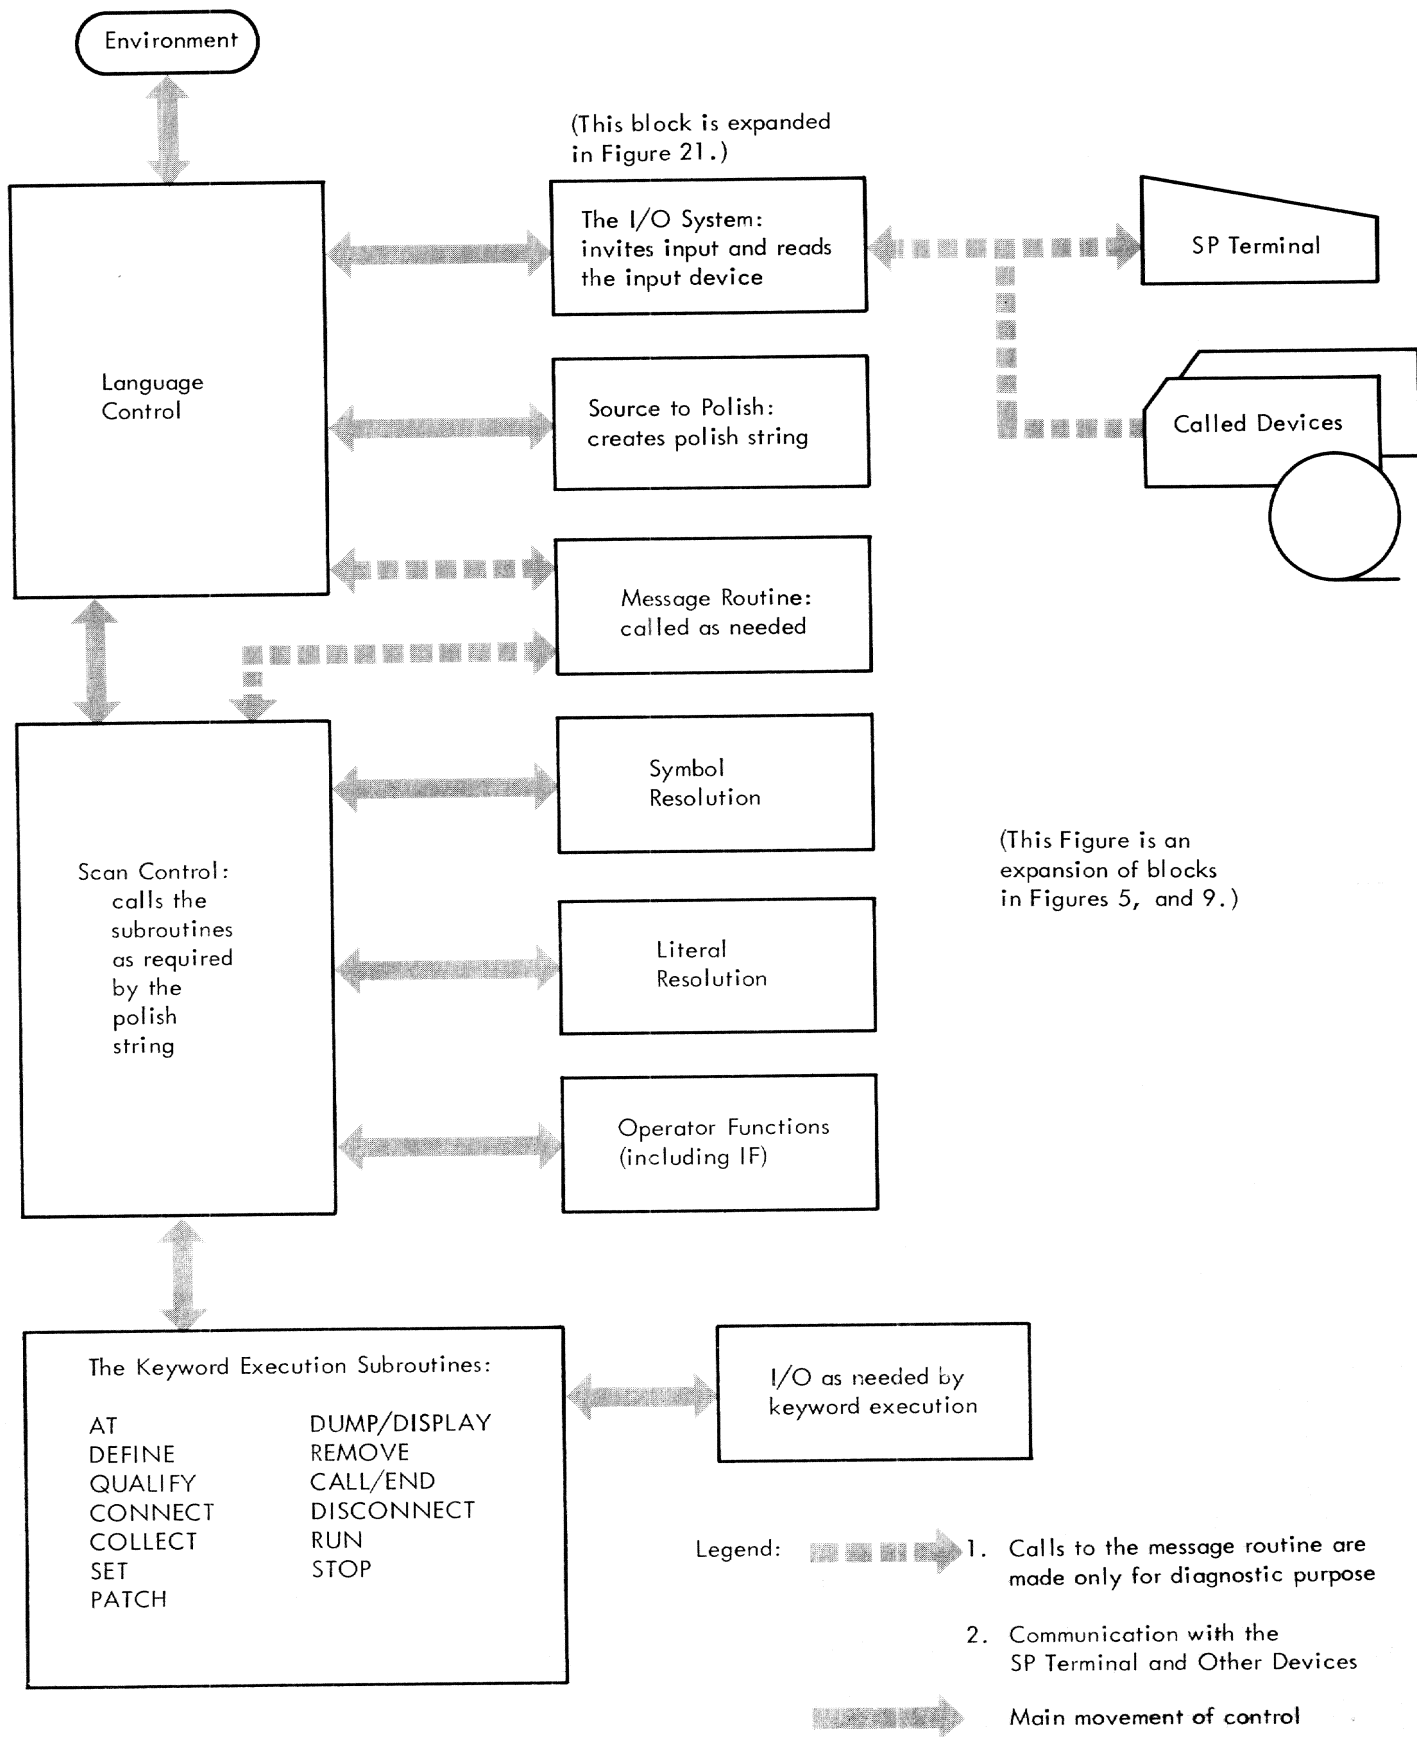 Environment
(This block is expanded
in Figure 21.)
The I/O System:
invites input and reads
the input device
SP Terminal
Language
Control
Source to Polish:
creates polish string
Called Devices
Message Routine:
called as needed
Symbol
Resolution
(This Figure is an
expansion of blocks
in Figures 5, and 9.)
Scan Control:
calls the
subroutines
as required
by the
polish
string
Literal
Resolution
Operator Functions
(including IF)
The Keyword Execution Subroutines:
AT
DEFINE
QUALIFY
CONNECT
COLLECT
SET
PATCH
DUMP/DISPLAY
REMOVE
CALL/END
DISCONNECT
RUN
STOP
I/O as needed by
keyword execution
Legend:
1. Calls to the message routine are
made only for diagnostic purpose
2. Communication with the
SP Terminal and Other Devices
Main movement of control